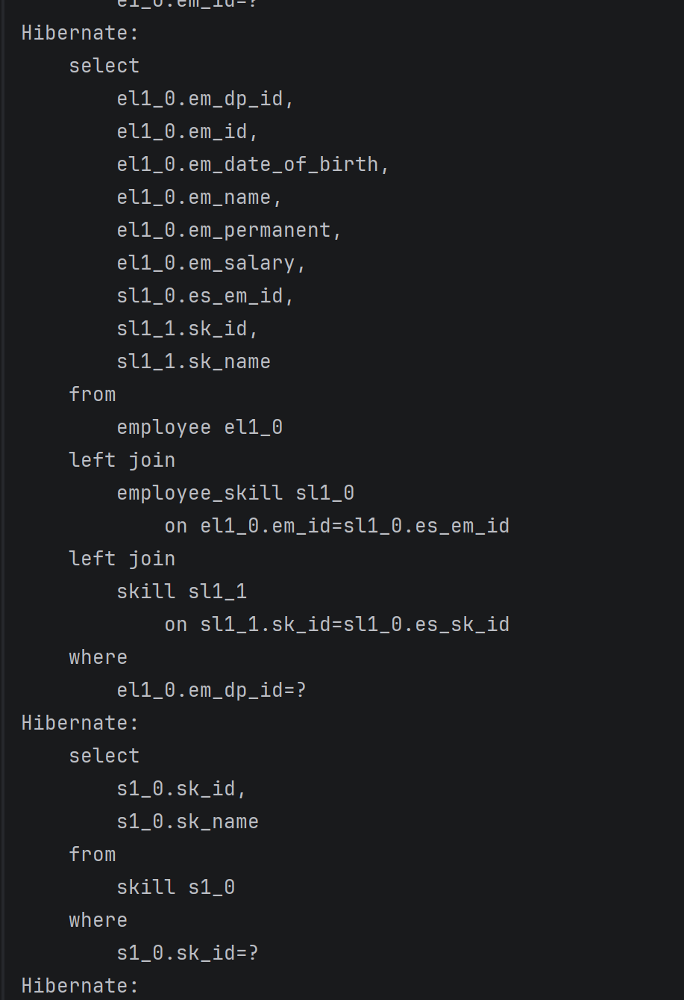 el1_0.em_id=?
Hibernate:
select
el1_0.em_dp_id,
el1_0.em_id,
el1_0.em_date_of_birth,
el1_0.em_name,
el1_0.em_permanent,
el1_0.em_salary,
sl1_0.es_em_id,
sl1_1.sk_id,
sl1_1.sk_name
from
employee el1_0
left join
employee_skill sl1_0
on el1_0.em_id=sl1_0.es_em_id
left join
skill sl1_1
on sl1_1.sk_id=sl1_0.es_sk_id
where
el1_0.em_dp_id=?
Hibernate:
select
s1_0.sk_id,
s1_0.sk_name
from
skill s1_0
where
s1_0.sk_id=?
Hibernate: